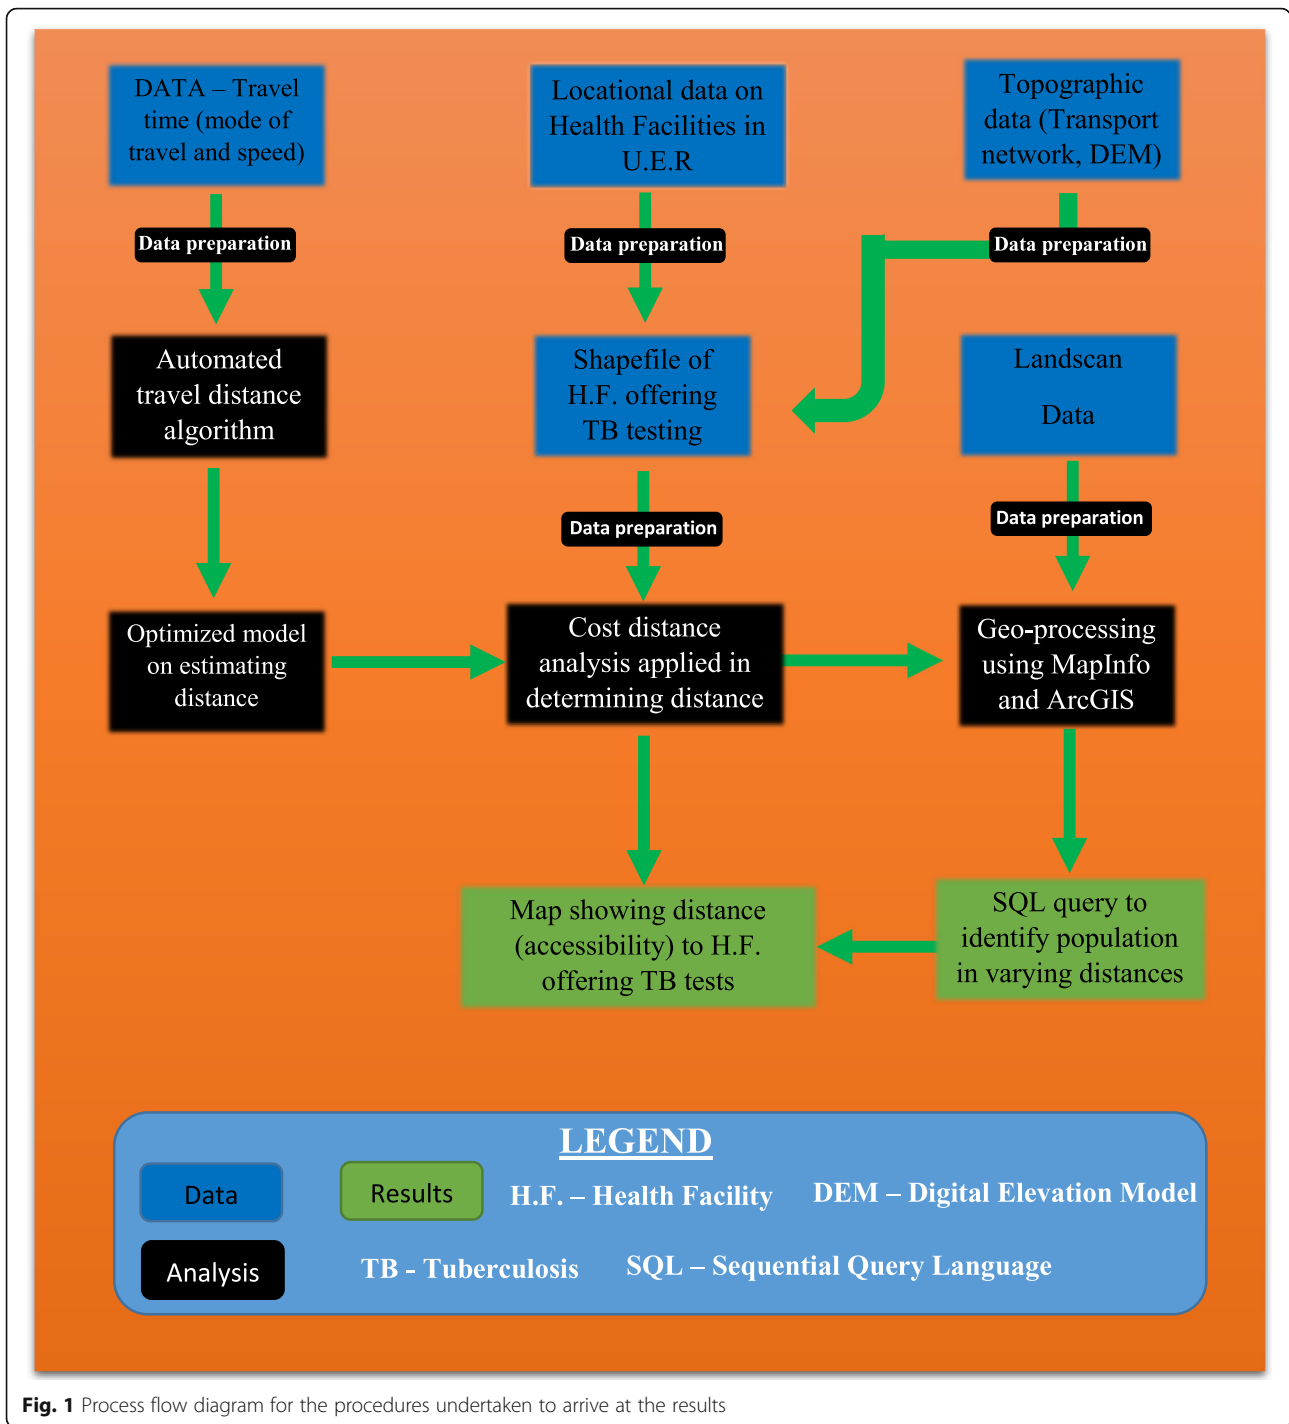 DATA – Travel
time (mode of
travel and speed)
Locational data on
Health Facilities in
U.E.R
Topographic
data (Transport
network, DEM)
Data preparation
Data preparation
Data preparation
Automated
travel distance
algorithm
Shapefile of
H.F. offering
TB testing
Landscan
Data
Data preparation
Data preparation
Optimized model
on estimating
distance
Cost distance
analysis applied in
determining distance
Geo-processing
using MapInfo
and ArcGIS
Map showing distance
(accessibility) to H.F.
offering TB tests
SQL query to
identify population
in varying distances
LEGEND
Data
Results
H.F. – Health Facility
DEM – Digital Elevation Model
Analysis
TB - Tuberculosis
SQL – Sequential Query Language
Fig. 1 Process flow diagram for the procedures undertaken to arrive at the results